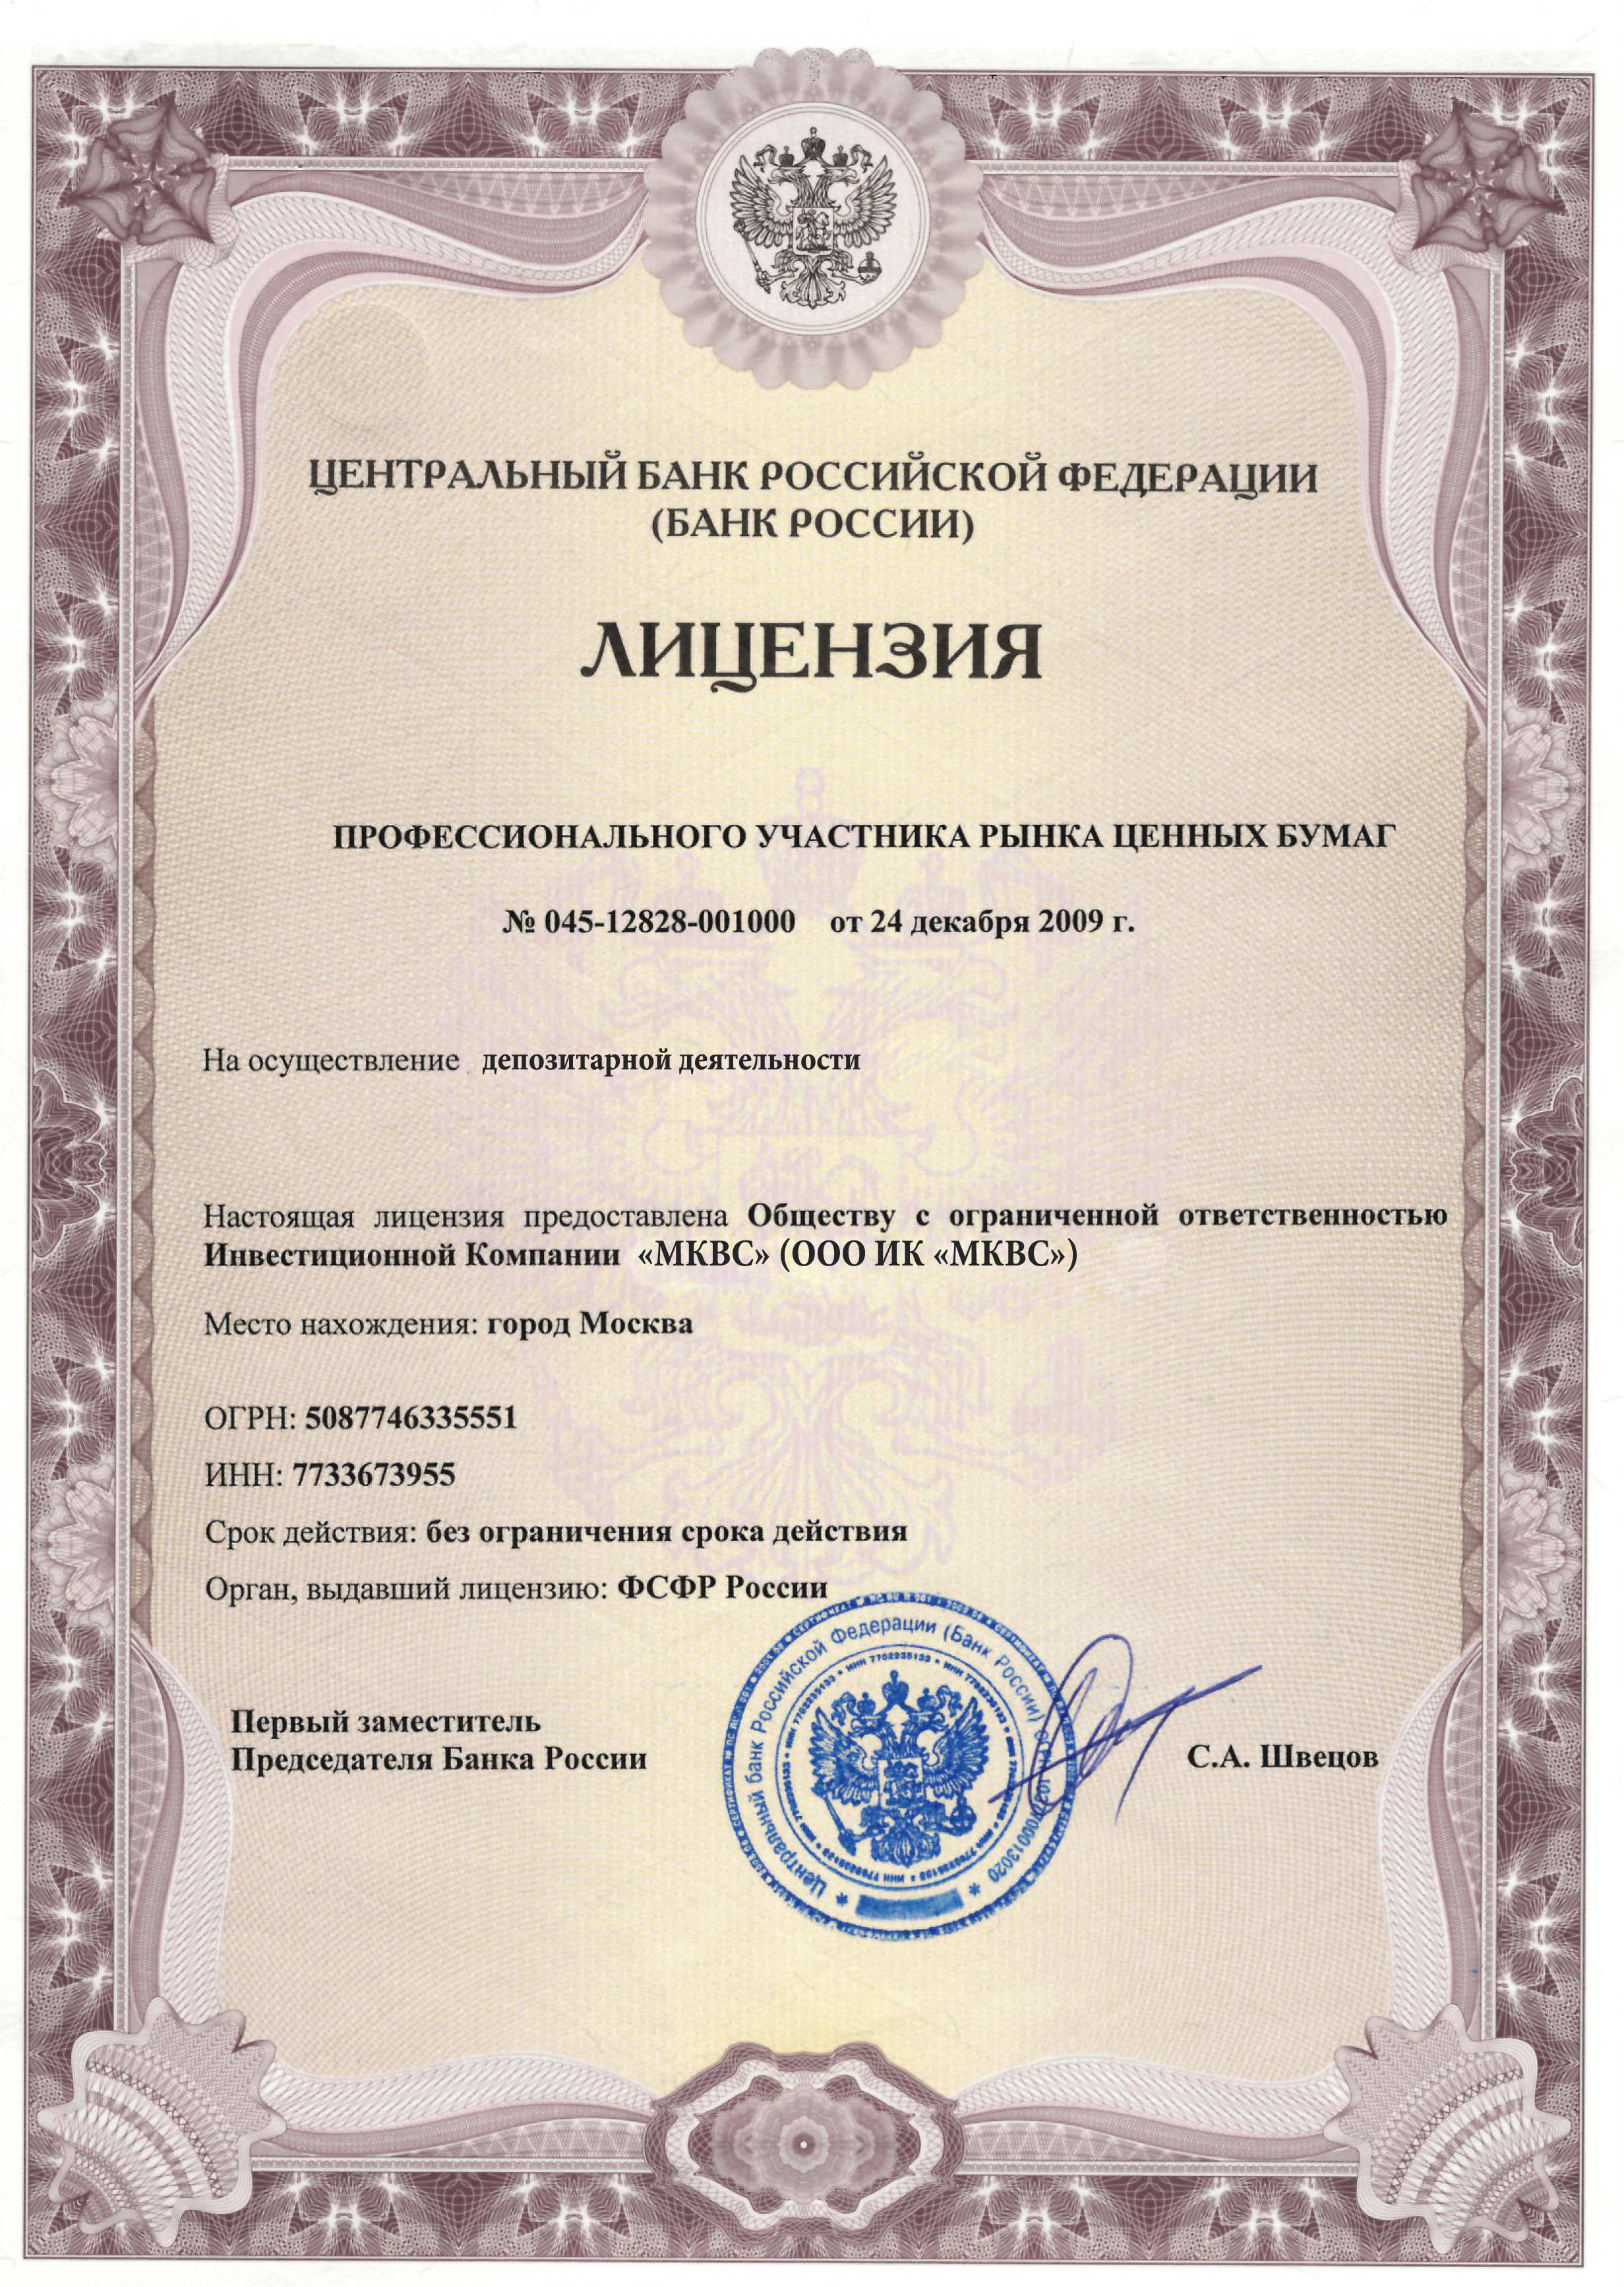 ЦЕНТРАЛЬНЫЙ БАНК РОССИЙСКОЙ ФЕДЕРАЦИИ
(БАНК РОССИИ)
ЛИЦЕНЗИЯ
ПРОФЕССИОНАЛЬНОГО УЧАСТНИКА РЫНКА ЦЕННЫХ БУМАГ
№ 045-12828-001000 от 24 декабря 2009 г.
На осуществление депозитарной деятельности
Настоящая лицензия предоставлена Обществу с ограниченной ответственностью
Инвестиционной Компании «МКВС» (ООО ИК «МКВС»)
Место нахождения: город Москва
ОГРН: 5087746335551
ИНН: 7733673955
Срок действия: без ограничения срока действия
Орган, выдавший лицензию: ФСФР России
Первый заместитель
Председателя Банка России
С.А. Швецов
Центральный банк Российской Федерации (Банк России)
ИНН 7702235133